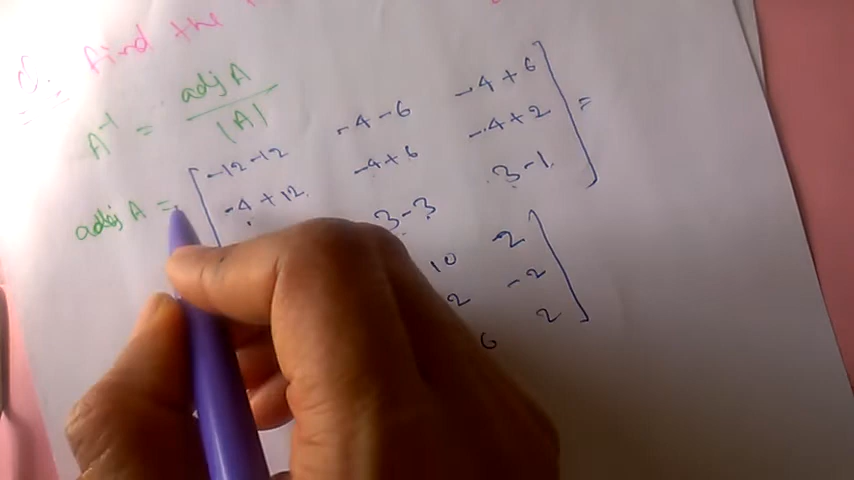 Q:- Find the
A⁻¹ = adj A / |A|
adj A = [ -12-12 -4-6 -4+6
-4+12 -4+6 -4+2
3-3 3-1 ] =
10 2
2 -2
6 2 ]